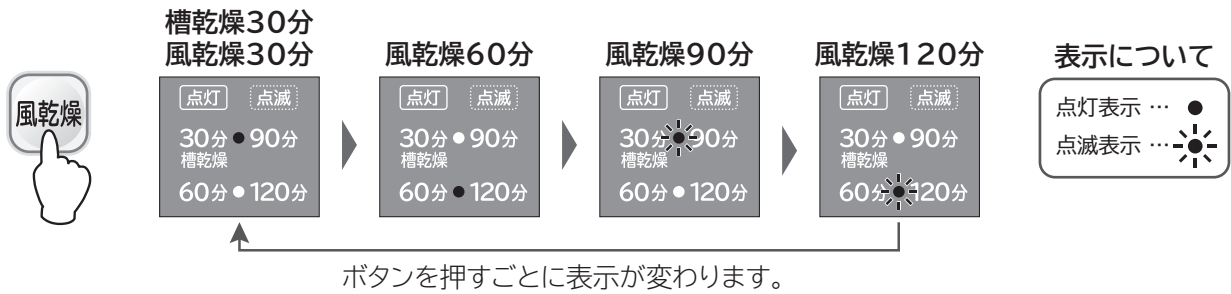 風乾燥
槽乾燥30分
風乾燥30分
点灯 点滅
30分 ● 90分
槽乾燥
60分 ● 120分
風乾燥60分
点灯 点滅
30分 ● 90分
槽乾燥
60分 ● 120分
風乾燥90分
点灯 点滅
30分 90分
槽乾燥
60分 ● 120分
風乾燥120分
点灯 点滅
30分 ● 90分
槽乾燥
60分 120分
表示について
点灯表示 … ●
点滅表示 …
ボタンを押すごとに表示が変わります。